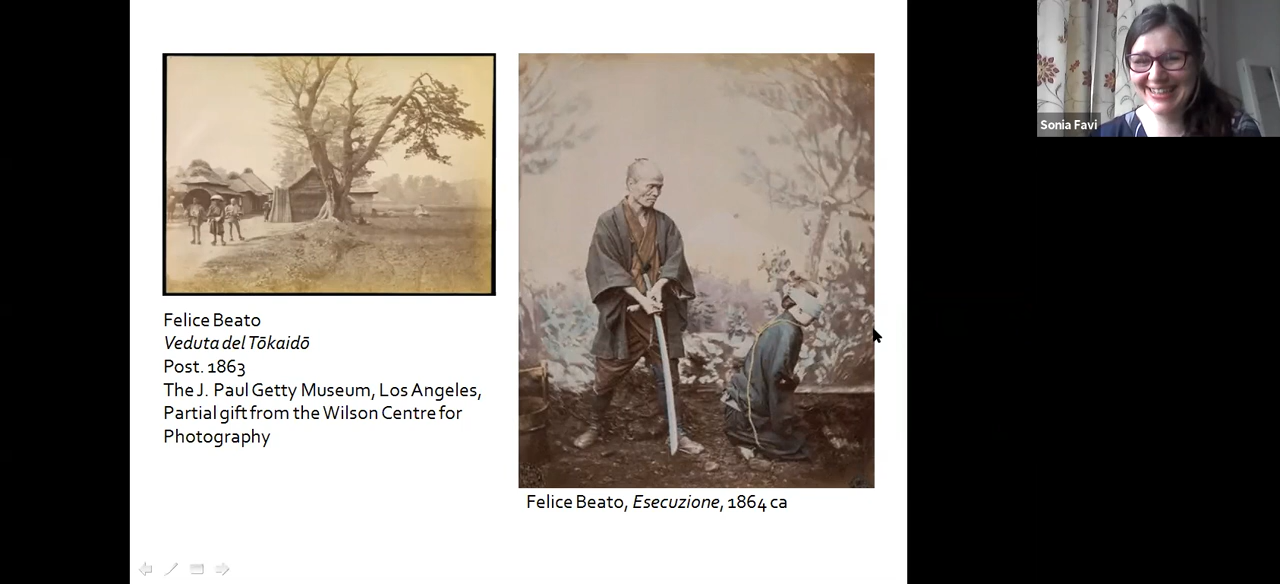 Felice Beato
Veduta del Tōkaidō
Post. 1863
The J. Paul Getty Museum, Los Angeles,
Partial gift from the Wilson Centre for
Photography
Felice Beato, Esecuzione, 1864 ca
Sonia Favi